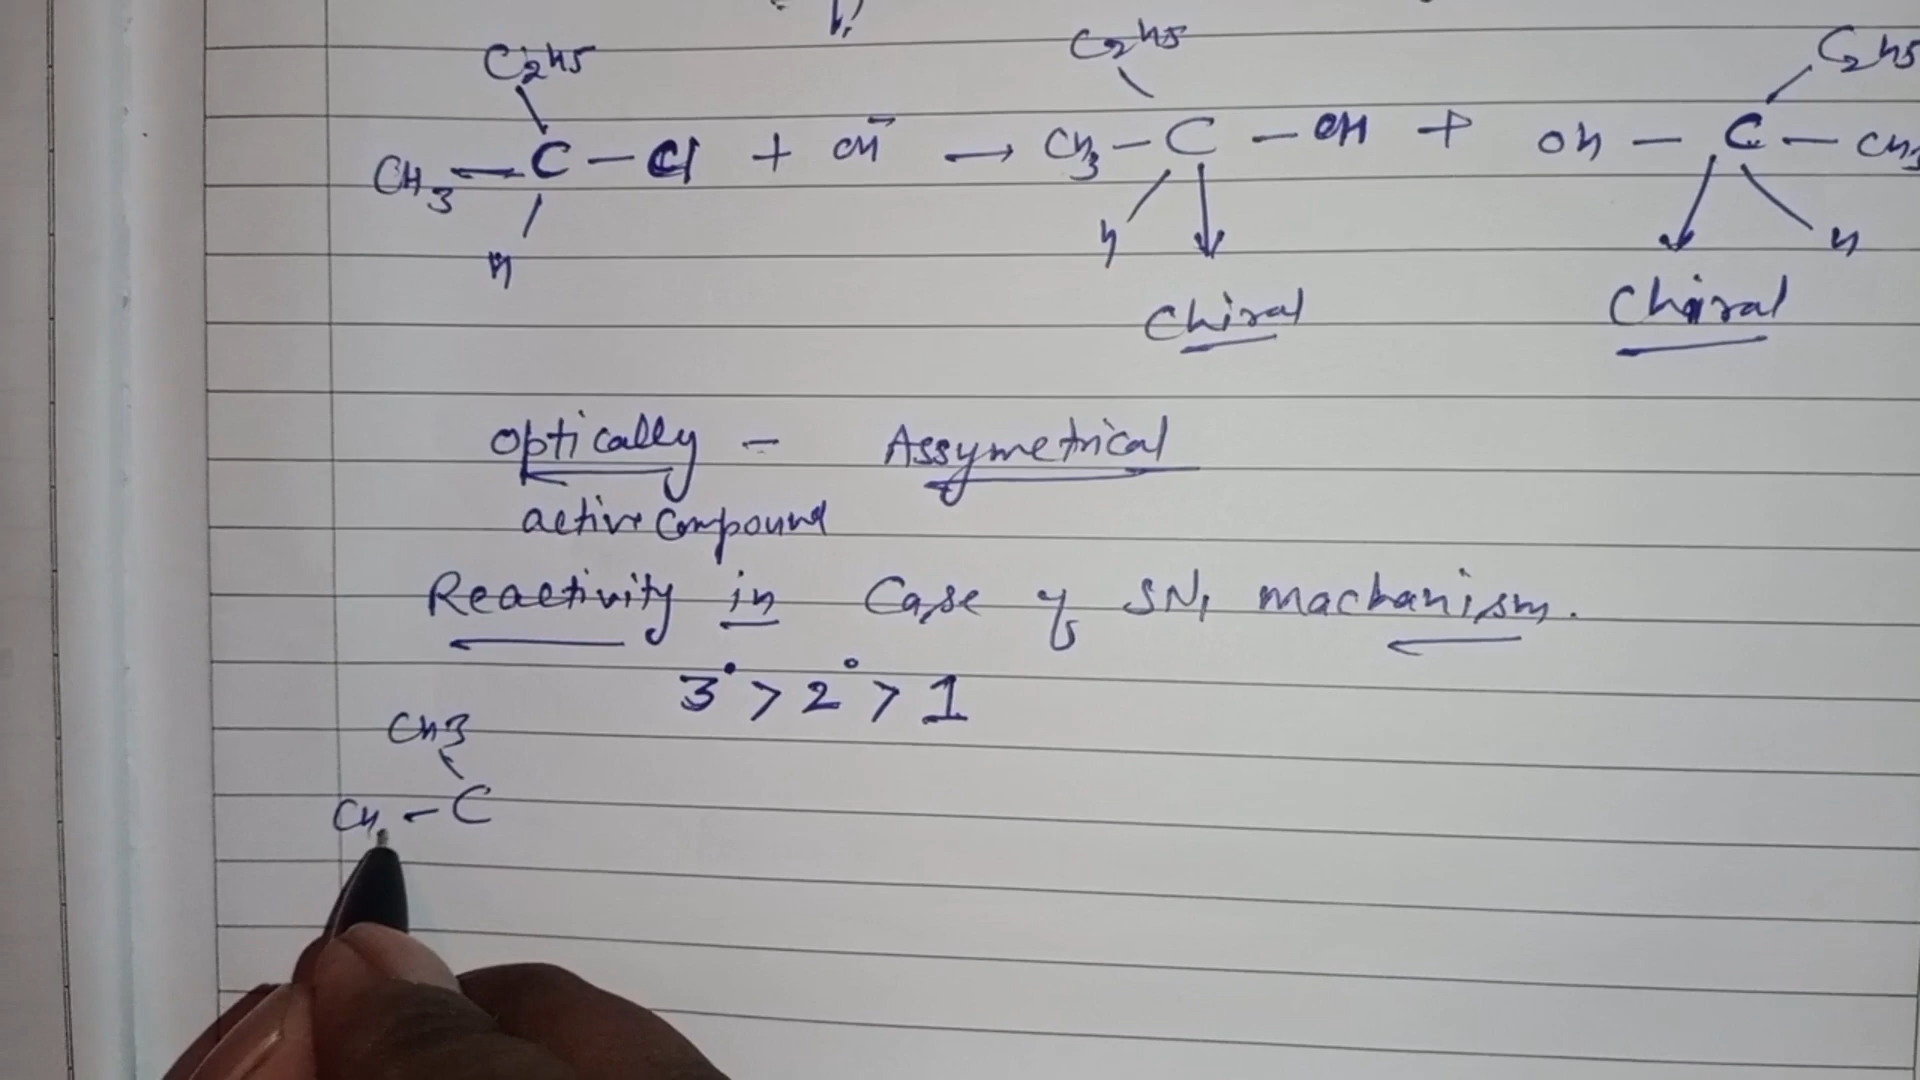 C2H5 C2H5 C2H5
CH3 — C — Cl + OH⁻ → CH3 — C — OH + OH — C — CH3
H H H
Chiral Chiral
Optically – Assymetrical
active Compound
Reactivity in Case of SN1 machanism.
3° > 2° > 1
CH3
CH — C